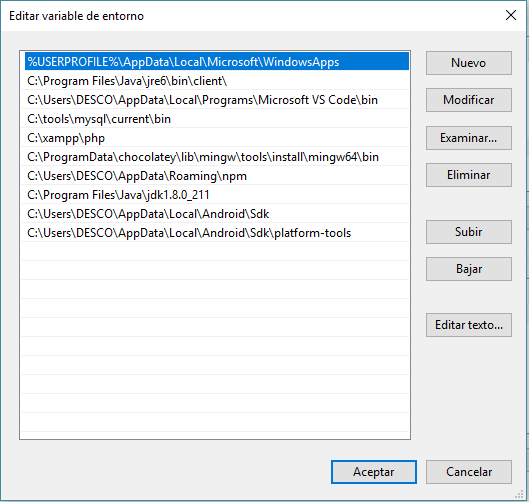 Editar variable de entorno
%USERPROFILE%\AppData\Local\Microsoft\WindowsApps
C:\Program Files\Java\jre6\bin\client\
C:\Users\DESCO\AppData\Local\Programs\Microsoft VS Code\bin
C:\tools\mysql\current\bin
C:\xampp\php
C:\ProgramData\chocolatey\lib\mingw\tools\install\mingw64\bin
C:\Users\DESCO\AppData\Roaming\npm
C:\Program Files\Java\jdk1.8.0_211
C:\Users\DESCO\AppData\Local\Android\Sdk
C:\Users\DESCO\AppData\Local\Android\Sdk\platform-tools
Nuevo
Modificar
Examinar...
Eliminar
Subir
Bajar
Editar texto...
Aceptar
Cancelar